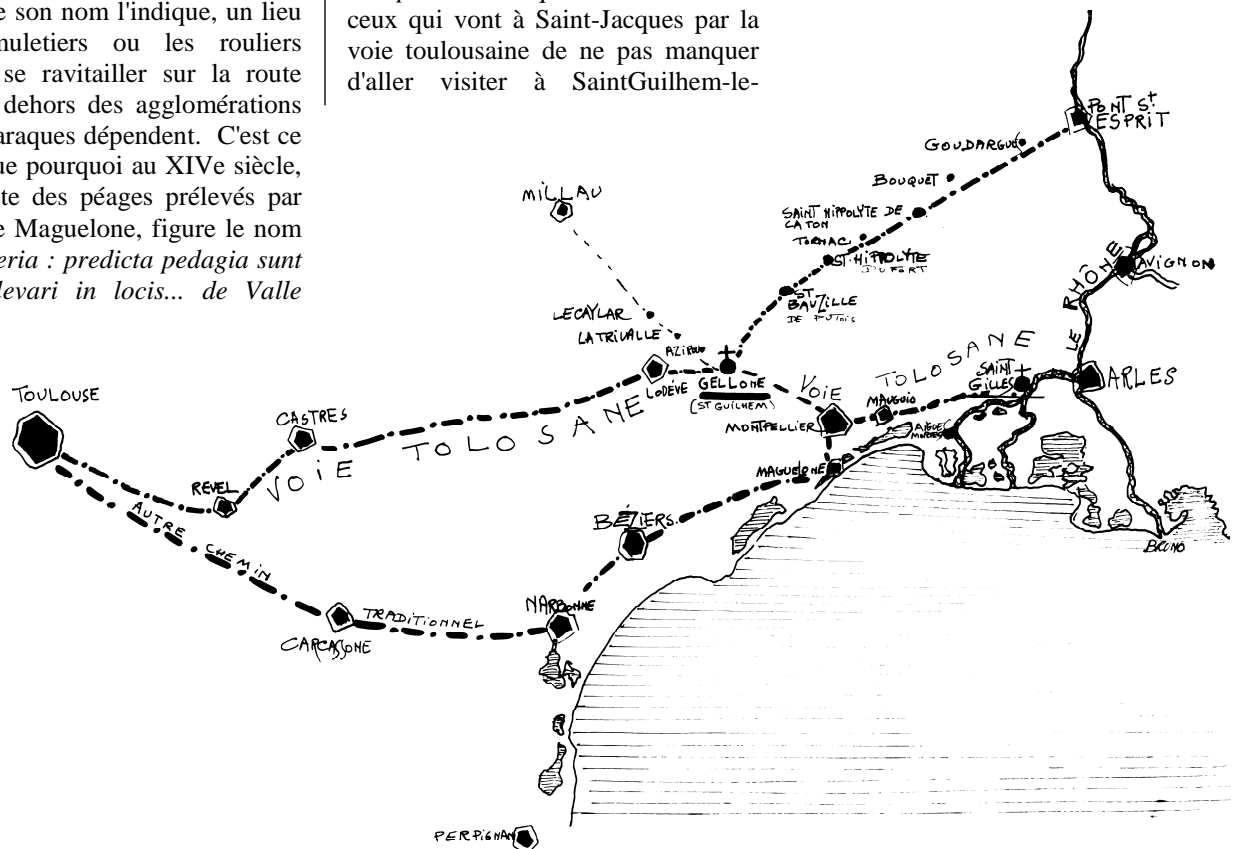 e son nom l'indique, un lieu
muletiers ou les rouliers
se ravitailler sur la route
dehors des agglomérations
araques dépendent. C'est ce
ue pourquoi au XIVe siècle,
te des péages prélevés par
e Maguelone, figure le nom
eria : predicta pedagia sunt
levari in locis... de Valle
ceux qui vont à Saint-Jacques par la
voie toulousaine de ne pas manquer
d'aller visiter à SaintGuilhem-le-
PONT St
ESPRIT
GOUDARGUES
BOUQUET
MILLAU
SAINT HIPPOLYTE DE
CATON
TORNAC
ST. HIPPOLYTE
DU FORT
AVIGNON
LE RHÔNE
ST
BAUZILLE
DE PUTOIS
LE CAYLAR
LA TRIVALLE
LODÈVE
GELLONE
(ST GUILHEM)
VOIE TOLOSANE
SAINT
GILLES
ARLES
MAUGUIO
MONTPELLIER
AIGUES
MORTES
TOULOUSE
CASTRES
VOIE TOLOSANE
REVEL
MAGUELONE
BÉZIERS
AUTRE CHEMIN TRADITIONNEL
NARBONNE
CARCASSONE
BRUNO
PERPIGNAN